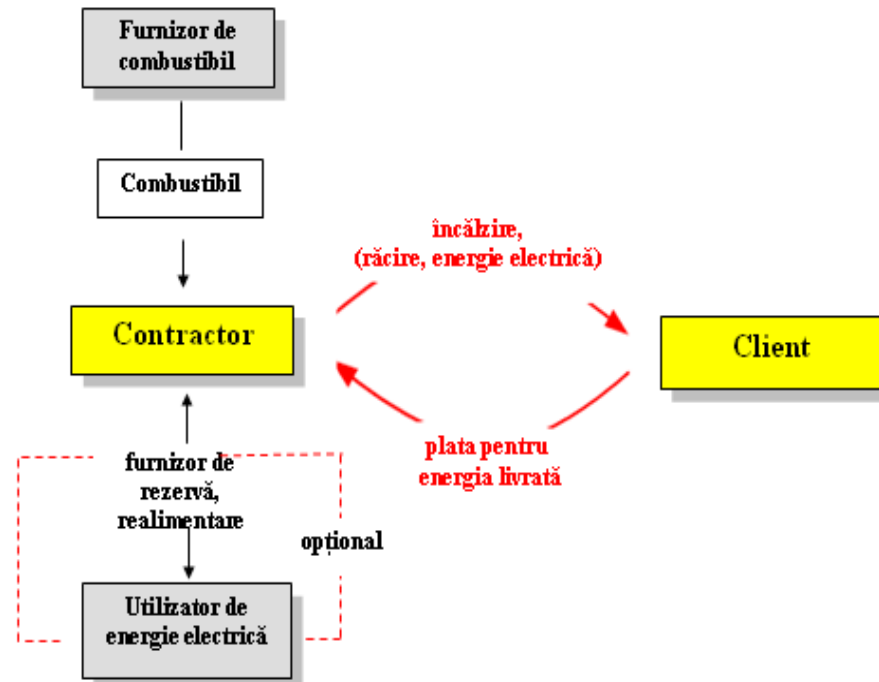 Furnizor de
combustibil
Combustibil
încălzire,
(răcire, energie electrică)
Contractor
Client
plata pentru
energia livrată
furnizor de
rezervă,
realimentare
opțional
Utilizator de
energie electrică